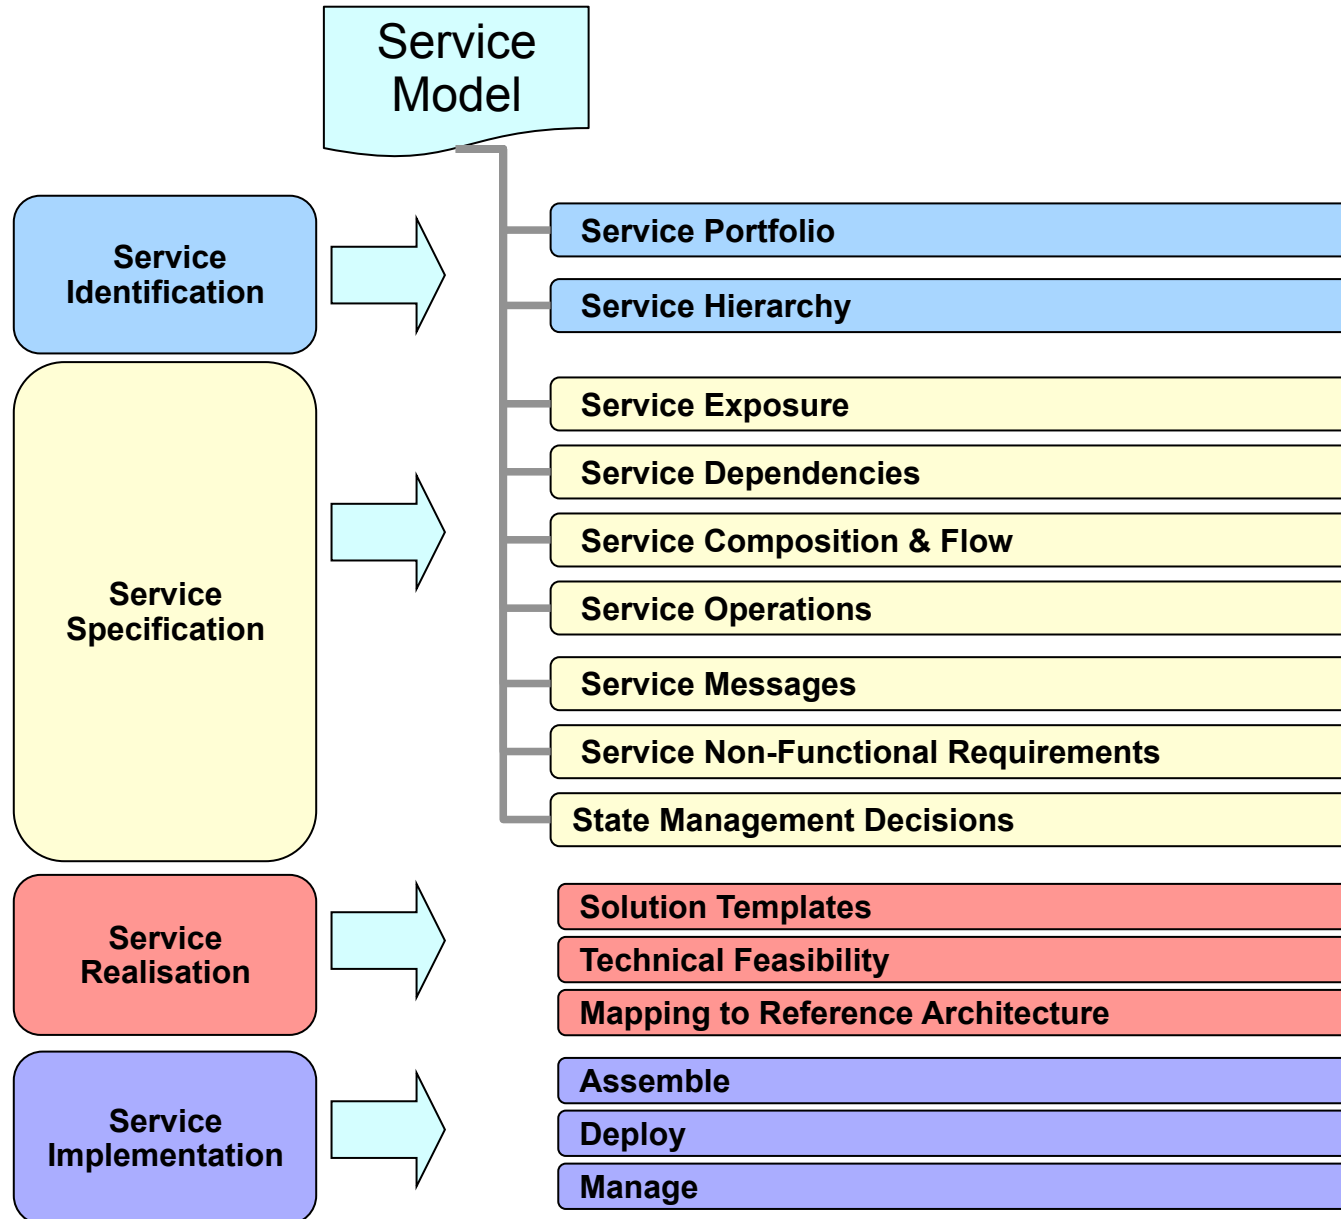 Service
Model
Service
Identification
Service Portfolio
Service Hierarchy
Service
Specification
Service Exposure
Service Dependencies
Service Composition & Flow
Service Operations
Service Messages
Service Non-Functional Requirements
State Management Decisions
Service
Realisation
Solution Templates
Technical Feasibility
Mapping to Reference Architecture
Service
Implementation
Assemble
Deploy
Manage